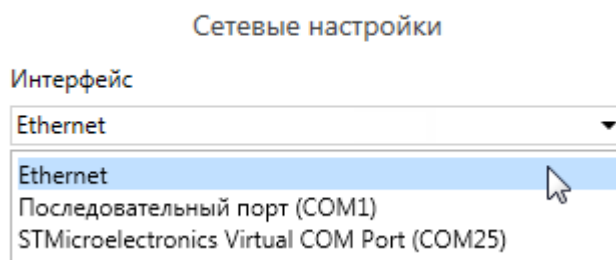 Сетевые настройки
Интерфейс
Ethernet
Ethernet
Последовательный порт (COM1)
STMicroelectronics Virtual COM Port (COM25)